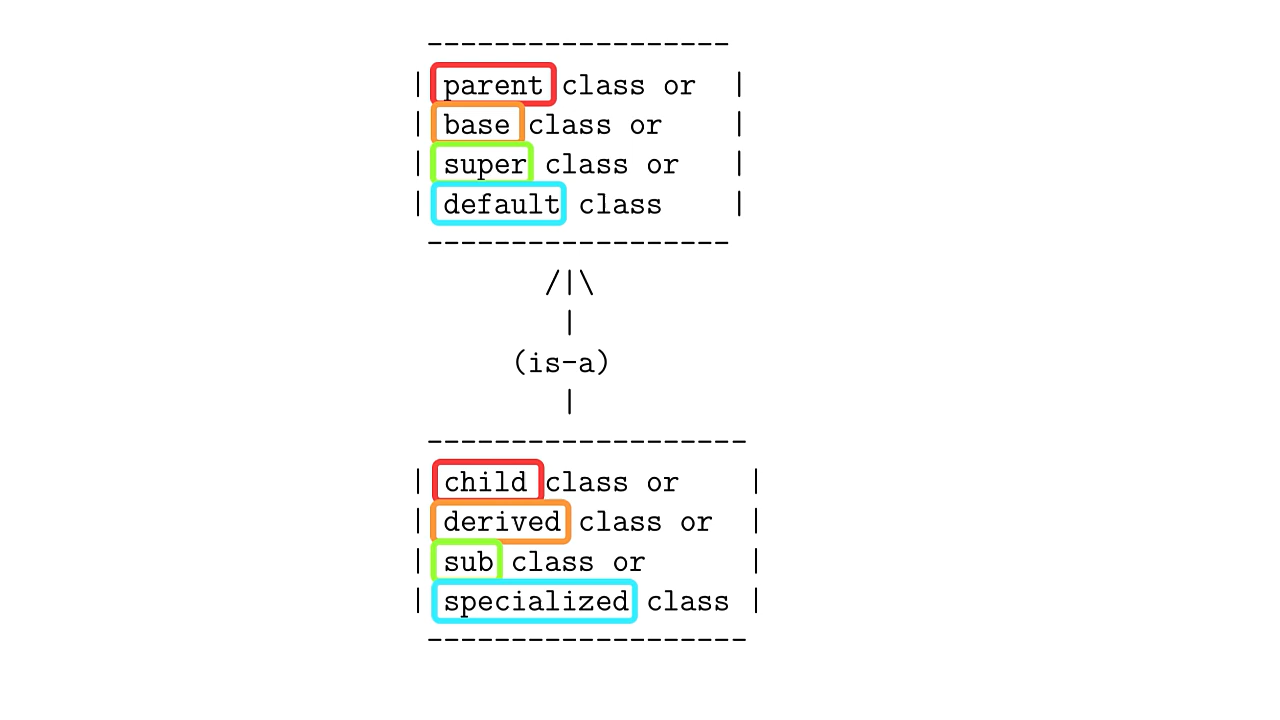 ------------------
| parent class or  |
| base class or    |
| super class or   |
| default class    |
------------------
/|\
|
(is-a)
|
-------------------
| child class or    |
| derived class or  |
| sub class or      |
| specialized class |
-------------------